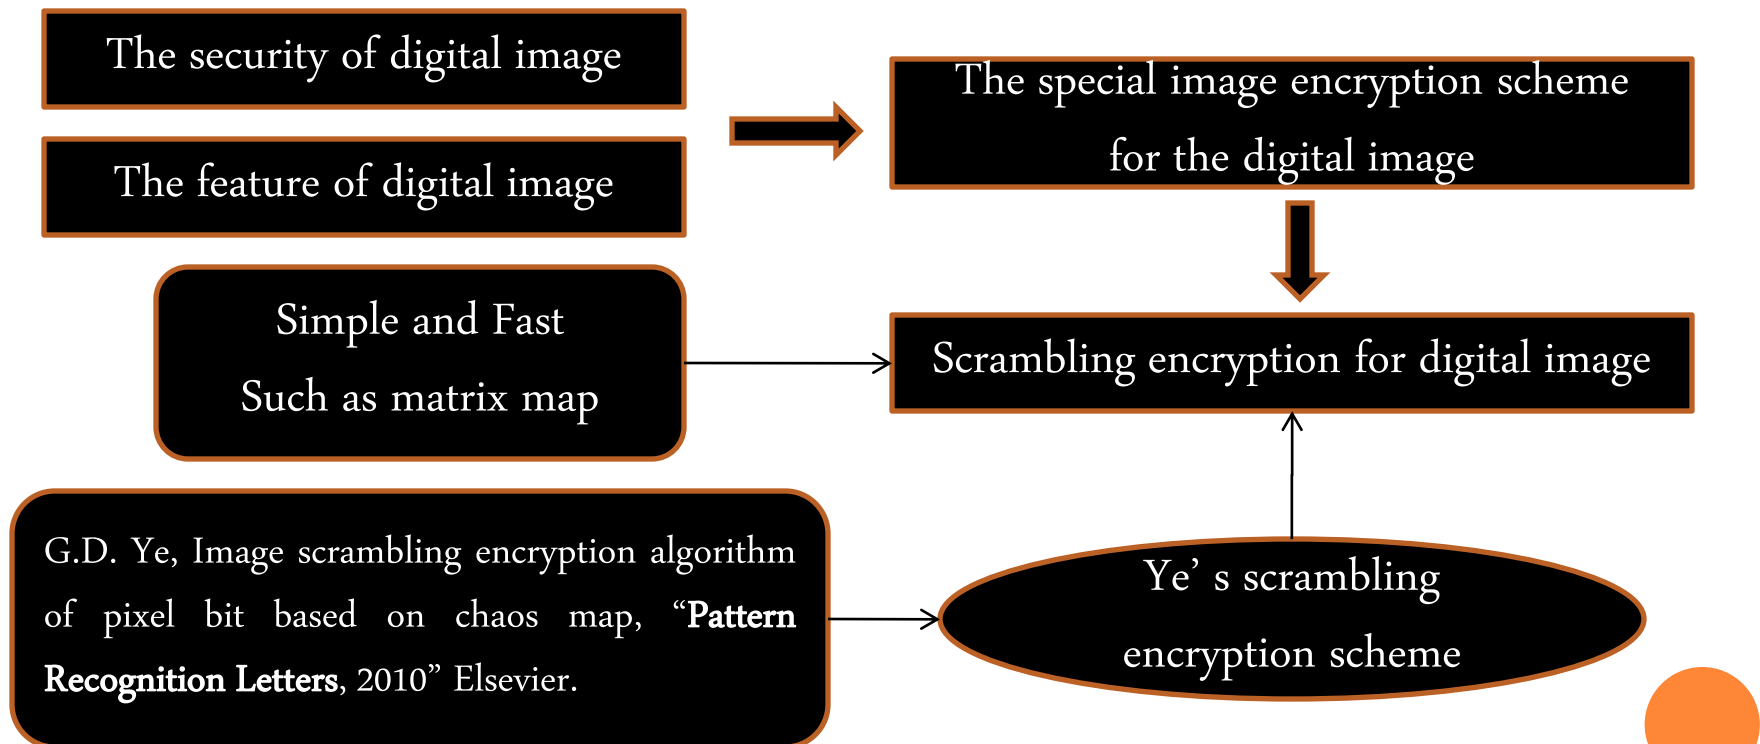 The security of digital image
The feature of digital image
The special image encryption scheme
for the digital image
Simple and Fast
Such as matrix map
Scrambling encryption for digital image
G.D. Ye, Image scrambling encryption algorithm
of pixel bit based on chaos map, “Pattern
Recognition Letters, 2010” Elsevier.
Ye’ s scrambling
encryption scheme